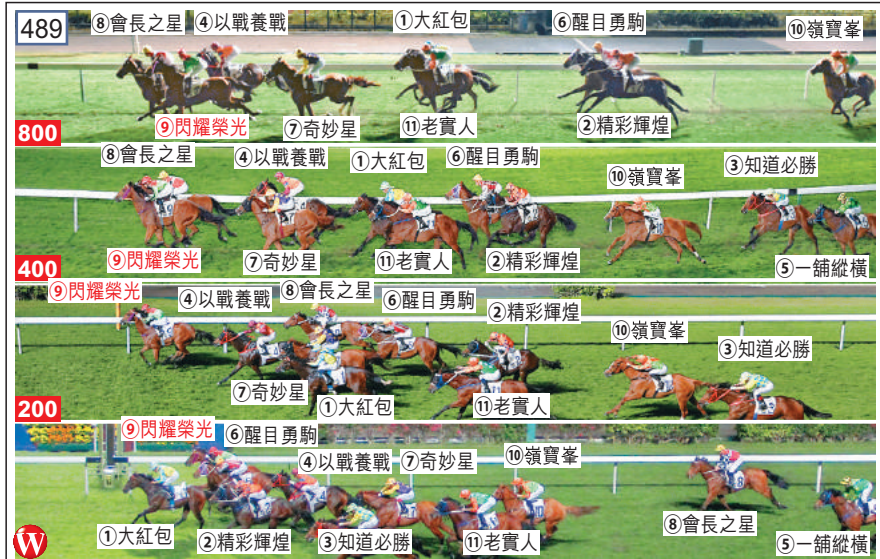 489
⑧會長之星 ④以戰養戰 ①大紅包 ⑥醒目勇駒 ⑩嶺寶峯
800 ⑨閃耀榮光 ⑦奇妙星 ⑪老實人 ②精彩輝煌
⑧會長之星 ④以戰養戰 ①大紅包 ⑥醒目勇駒 ⑩嶺寶峯 ③知道必勝
400 ⑨閃耀榮光 ⑦奇妙星 ⑪老實人 ②精彩輝煌 ⑤一舖縱橫
⑨閃耀榮光 ④以戰養戰 ⑧會長之星 ⑥醒目勇駒 ②精彩輝煌 ⑩嶺寶峯 ③知道必勝
200 ⑦奇妙星 ①大紅包 ⑪老實人
⑨閃耀榮光 ⑥醒目勇駒 ④以戰養戰 ⑦奇妙星 ⑩嶺寶峯
W ①大紅包 ②精彩輝煌 ③知道必勝 ⑪老實人 ⑧會長之星 ⑤一舖縱橫